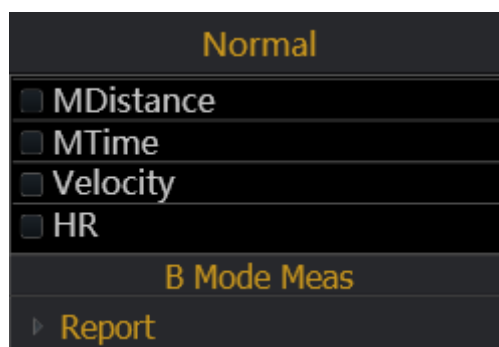 Normal
MDistance
MTime
Velocity
HR
B Mode Meas
Report